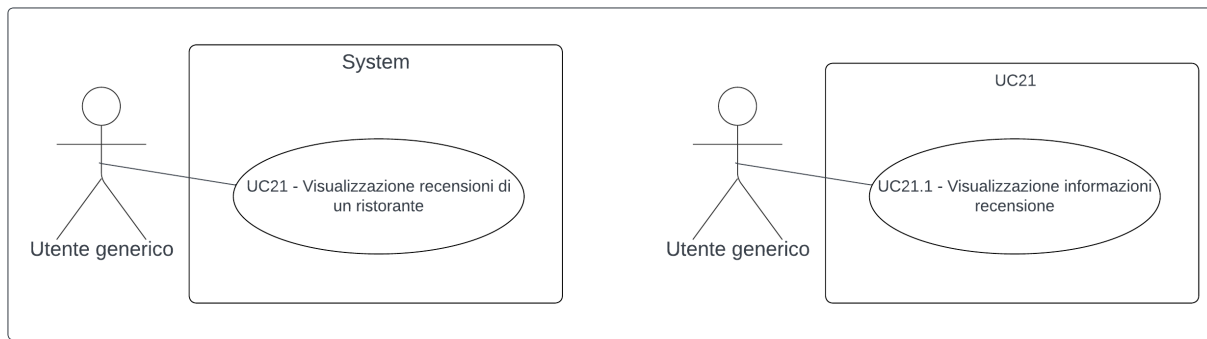 System
UC21 - Visualizzazione recensioni di
un ristorante
Utente generico
UC21
UC21.1 - Visualizzazione informazioni
recensione
Utente generico